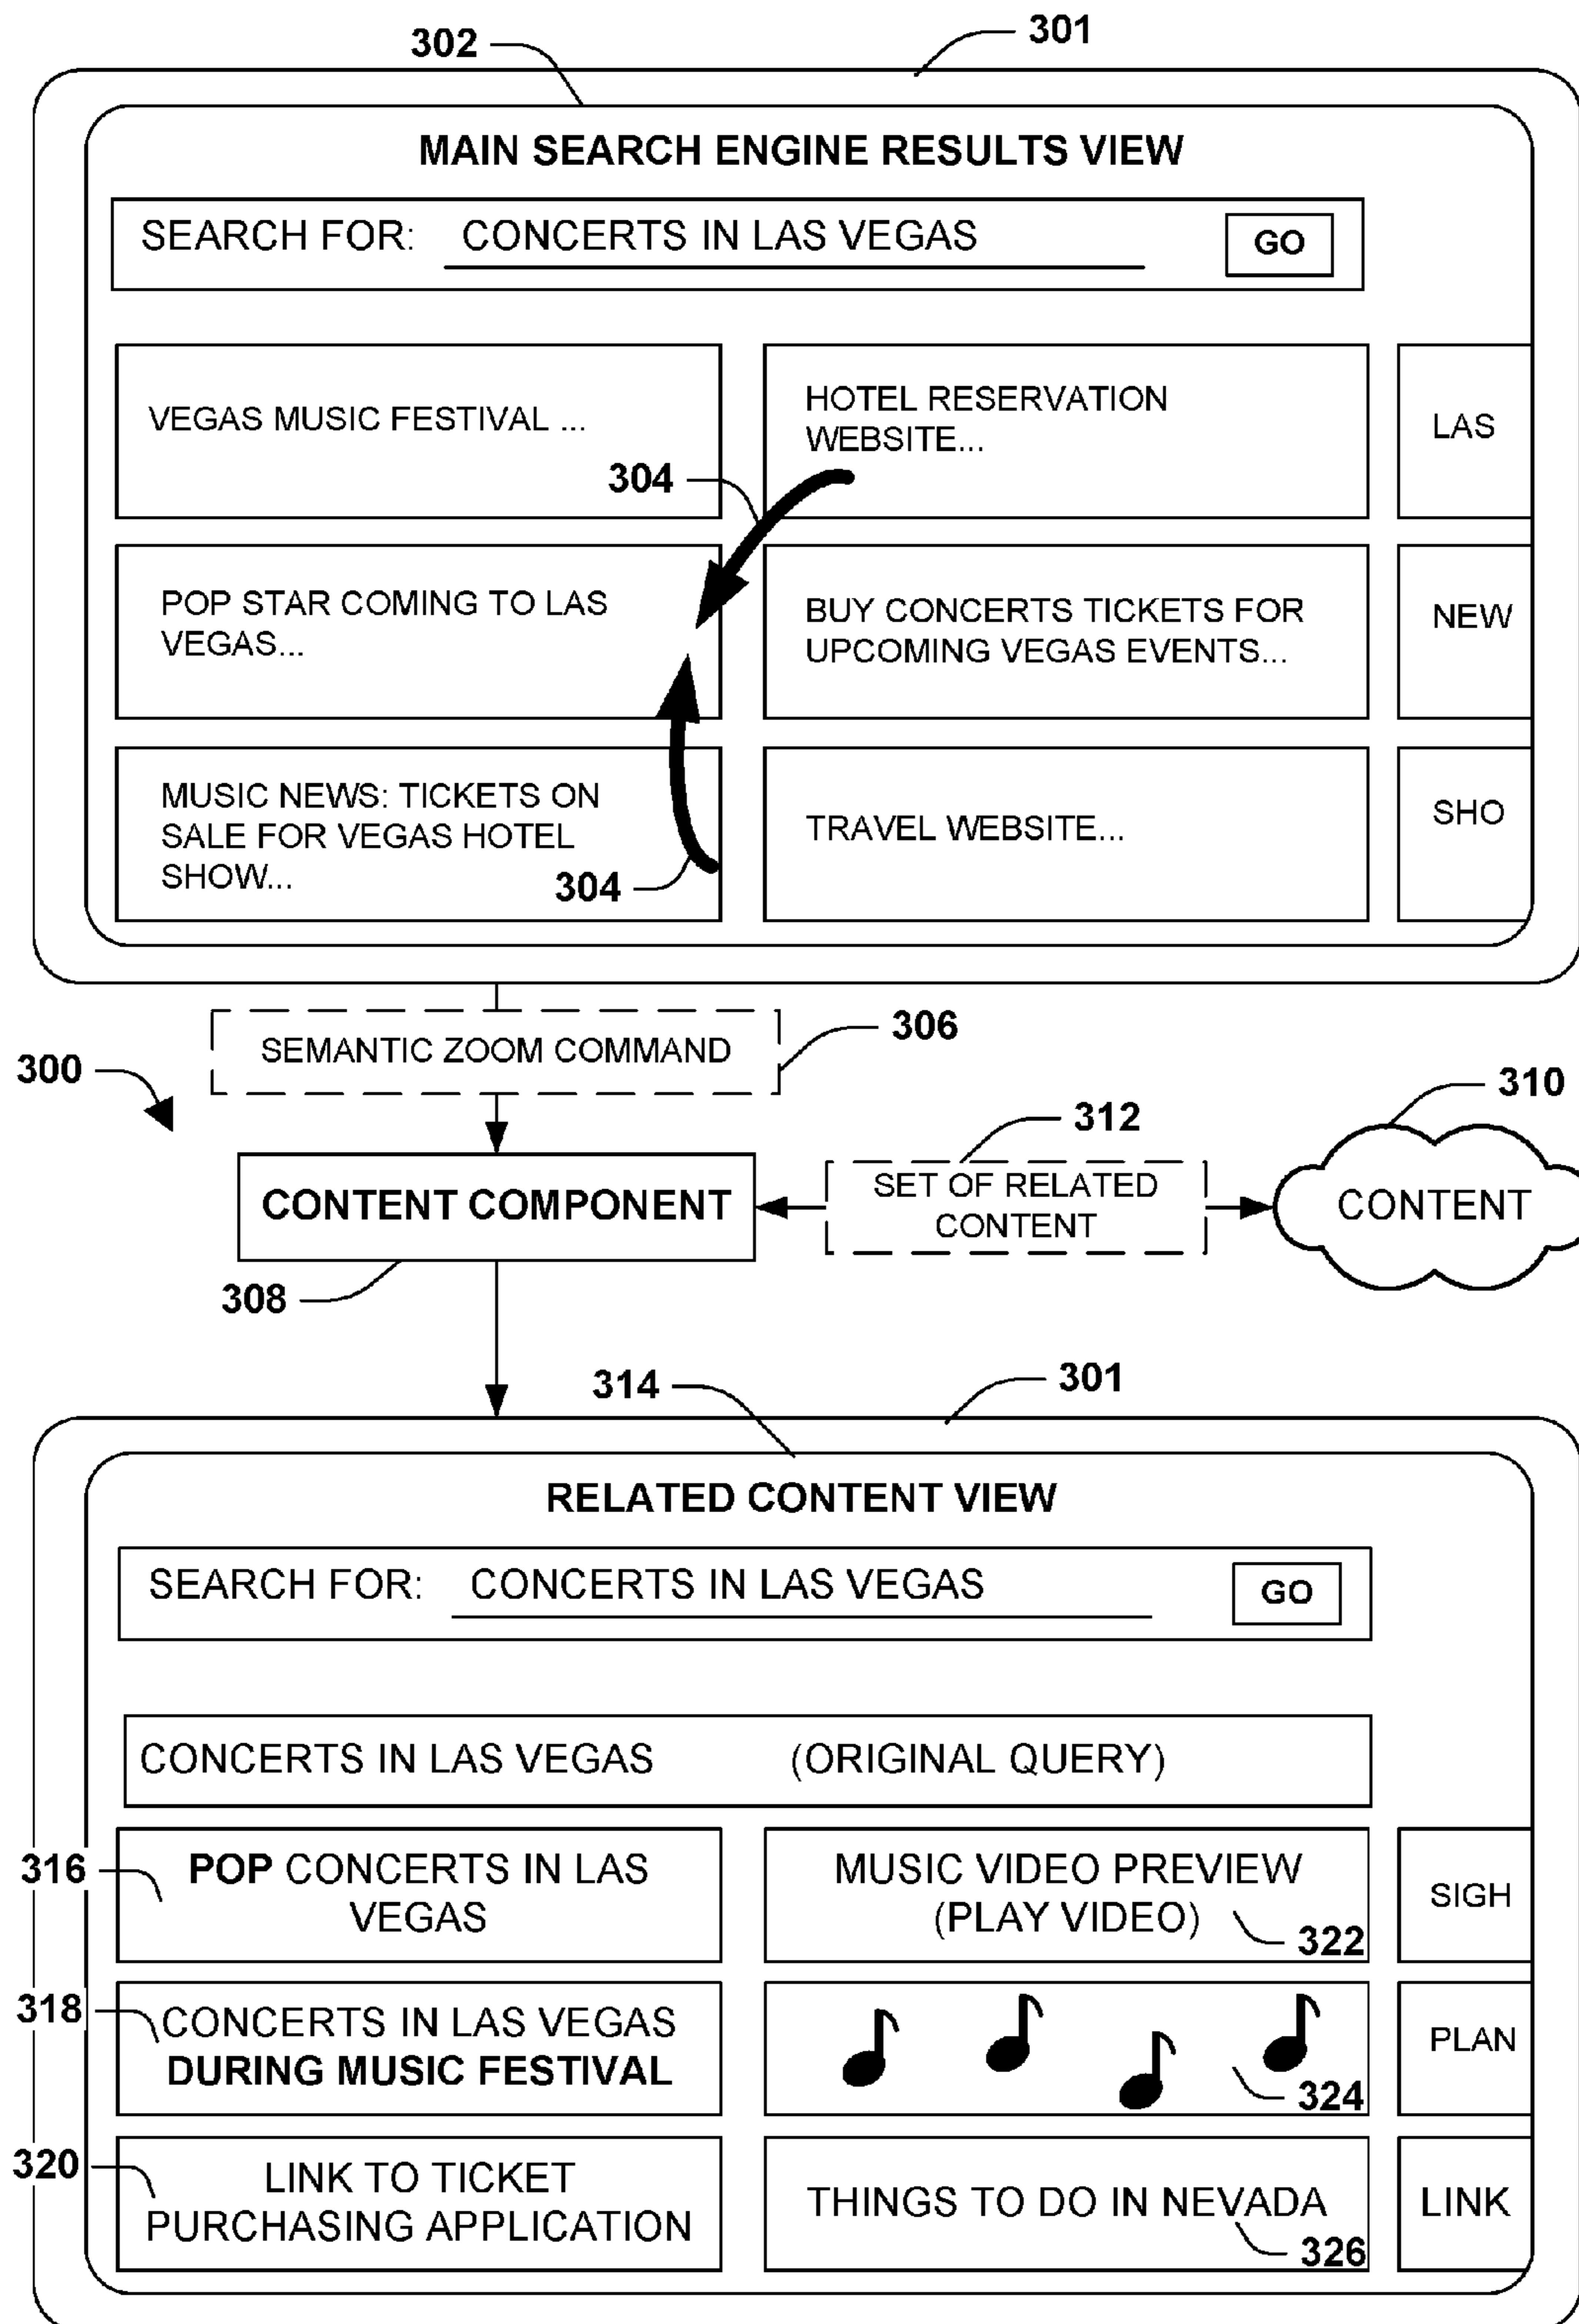 302
301
MAIN SEARCH ENGINE RESULTS VIEW
SEARCH FOR: CONCERTS IN LAS VEGAS GO
VEGAS MUSIC FESTIVAL ...
HOTEL RESERVATION
WEBSITE...
LAS
304
POP STAR COMING TO LAS
VEGAS...
BUY CONCERTS TICKETS FOR
UPCOMING VEGAS EVENTS...
NEW
MUSIC NEWS: TICKETS ON
SALE FOR VEGAS HOTEL
SHOW...
304
TRAVEL WEBSITE...
SHO
SEMANTIC ZOOM COMMAND
306
300
310
312
CONTENT COMPONENT
SET OF RELATED
CONTENT
CONTENT
308
314
301
RELATED CONTENT VIEW
SEARCH FOR: CONCERTS IN LAS VEGAS GO
CONCERTS IN LAS VEGAS (ORIGINAL QUERY)
316
POP CONCERTS IN LAS
VEGAS
MUSIC VIDEO PREVIEW
(PLAY VIDEO)
322
SIGH
318
CONCERTS IN LAS VEGAS
DURING MUSIC FESTIVAL
324
PLAN
320
LINK TO TICKET
PURCHASING APPLICATION
THINGS TO DO IN NEVADA
326
LINK